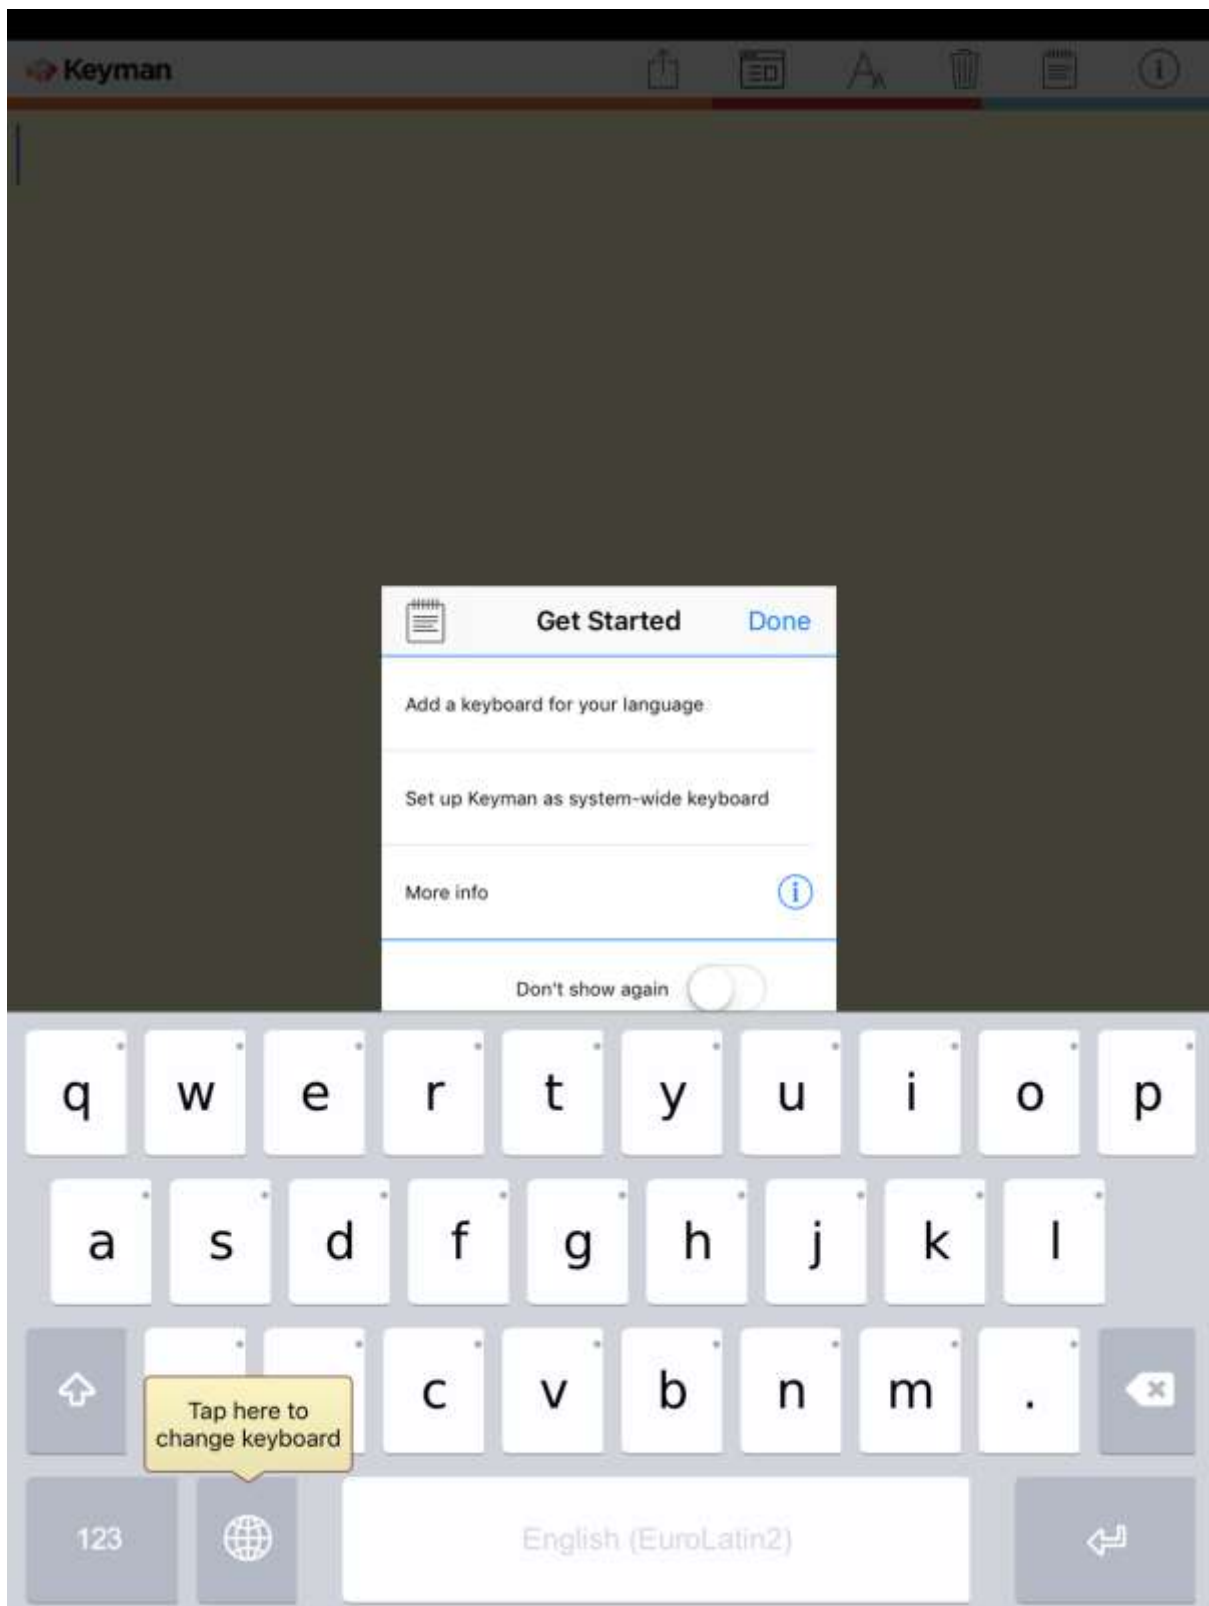 Keyman
Get Started Done
Add a keyboard for your language
Set up Keyman as system-wide keyboard
More info
Don't show again
q w e r t y u i o p
a s d f g h j k l
c v b n m .
Tap here to
change keyboard
123 English (EuroLatin2)